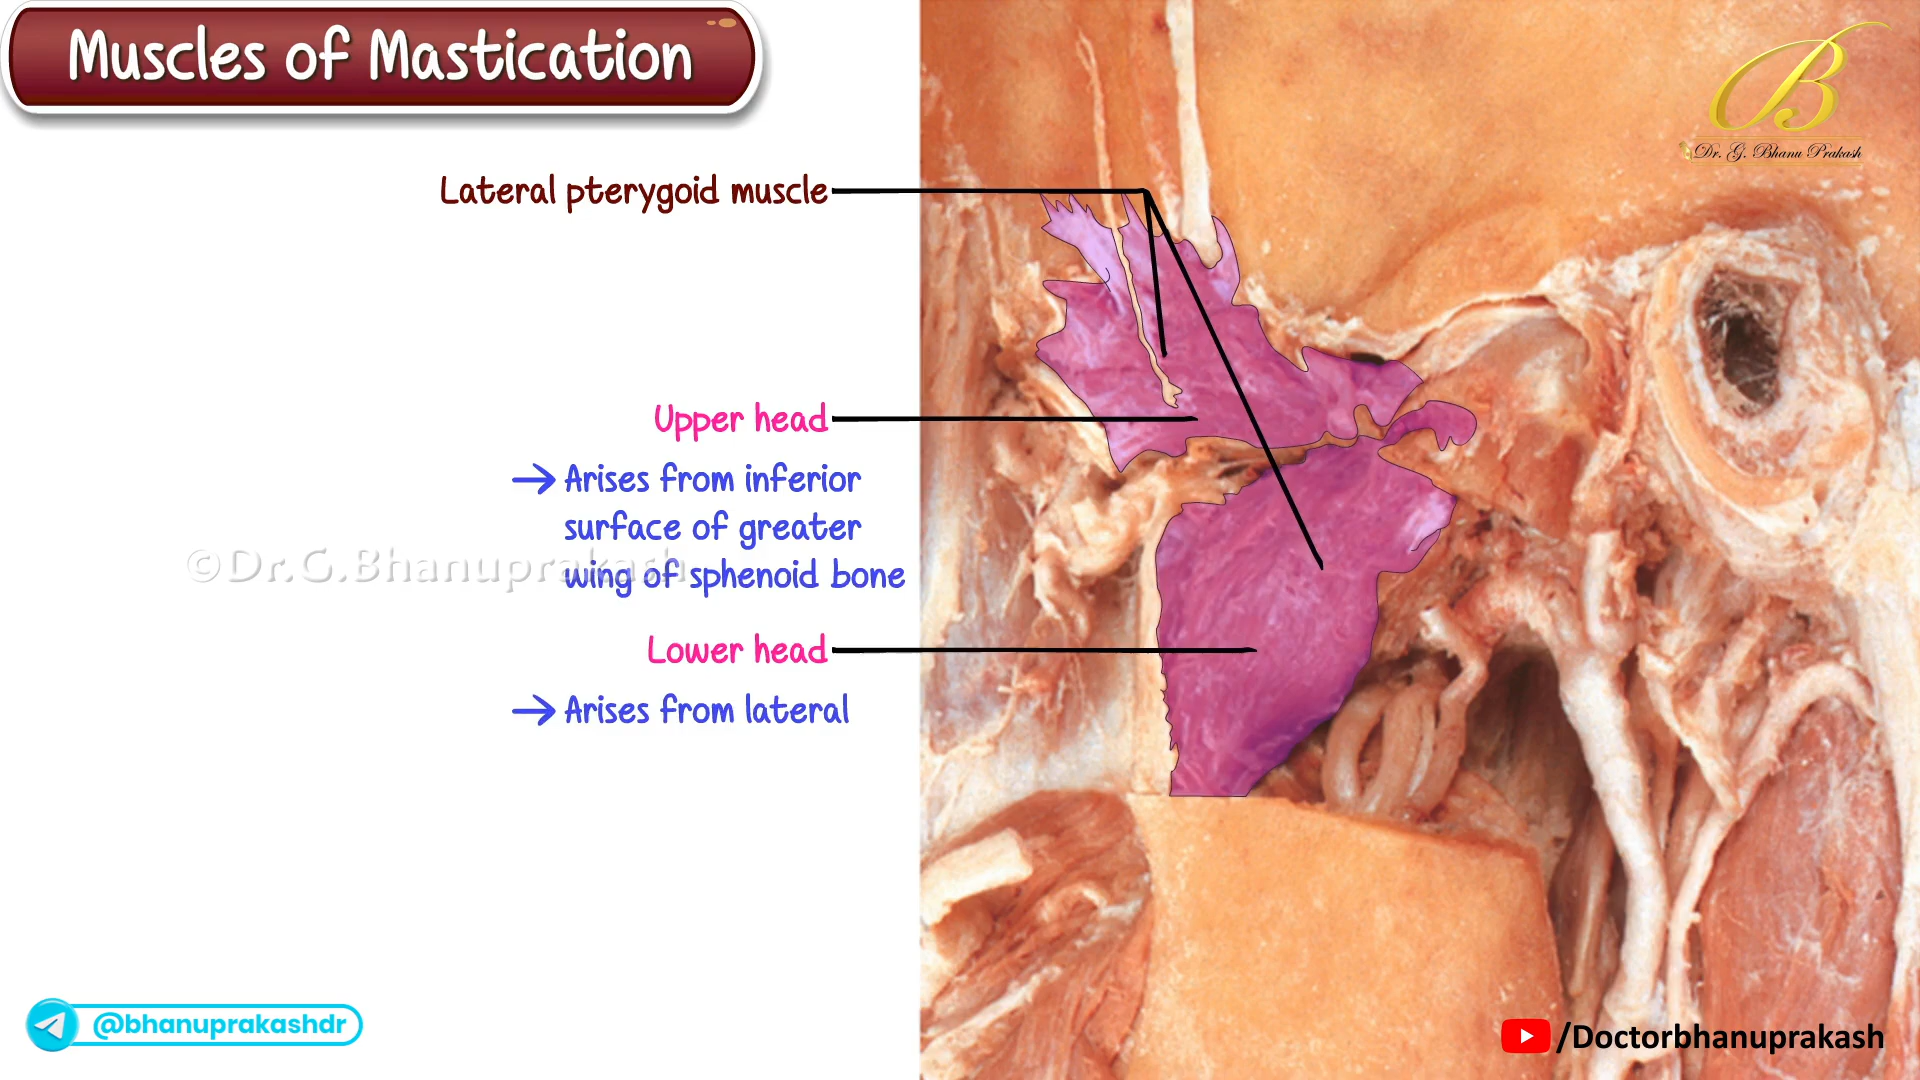 Muscles of Mastication
B
Dr. G. Bhanu Prakash
Lateral pterygoid muscle
Upper head
→ Arises from inferior
surface of greater
wing of sphenoid bone
©Dr.G.Bhanuprakash
Lower head
→ Arises from lateral
@bhanuprakashdr
/Doctorbhanuprakash